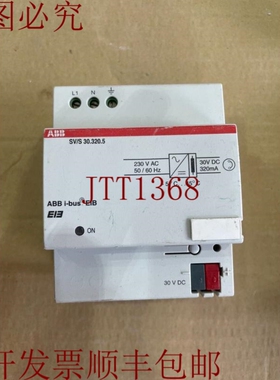 图必究
L1 N
ABB
SV/S 30.320.5
230 V AC
50 / 60 Hz
30V DC
320mA
JTT1368
ABB i-bus EIB
EIB
ON
30 V DC
开发票顺丰包邮